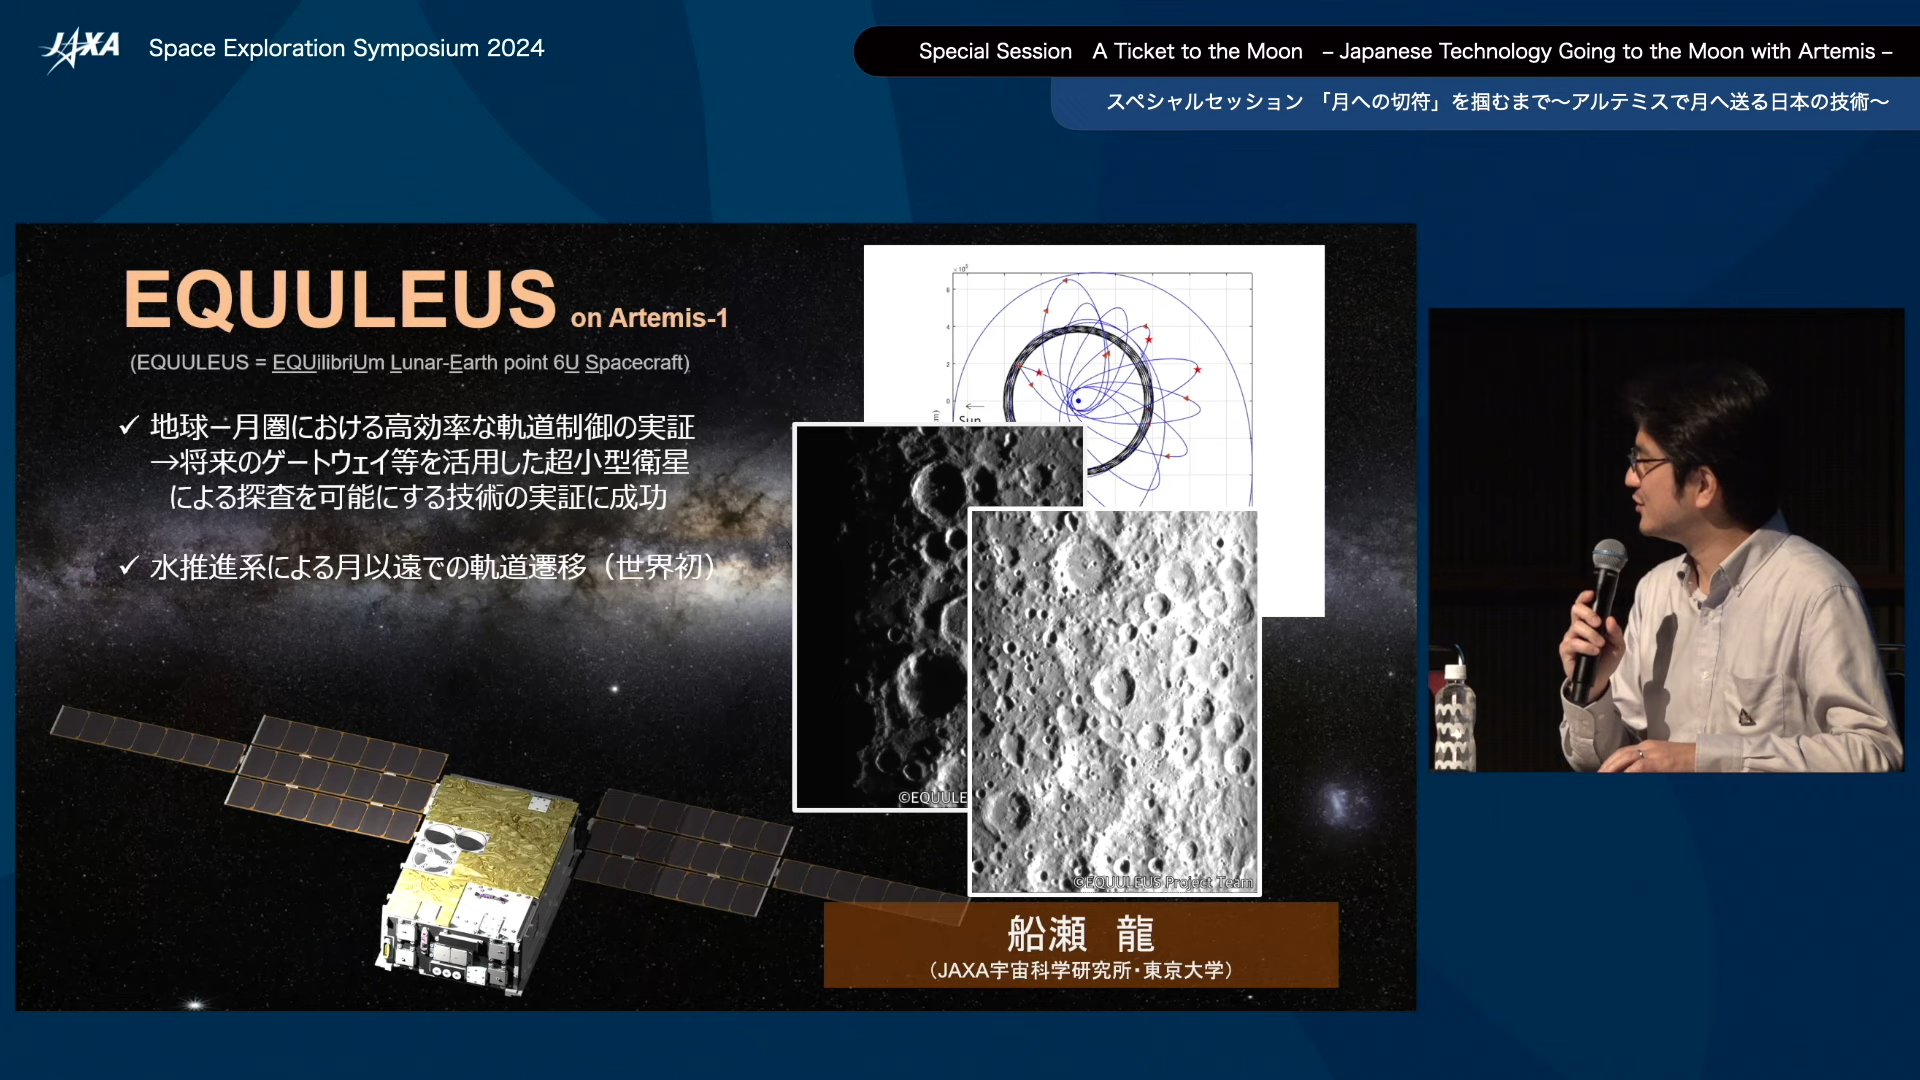 JAXA Space Exploration Symposium 2024
Special Session A Ticket to the Moon – Japanese Technology Going to the Moon with Artemis –
スペシャルセッション 「月への切符」を掴むまで〜アルテミスで月へ送る日本の技術〜
EQUULEUS on Artemis-1
(EQUULEUS = EQUilibriUm Lunar-Earth point 6U Spacecraft)
✓ 地球ー月圏における高効率な軌道制御の実証
→将来のゲートウェイ等を活用した超小型衛星
による探査を可能にする技術の実証に成功
✓ 水推進系による月以遠での軌道遷移（世界初）
6
4
2
0
Sun
©EQUULE
©EQUULEUS Project Team
船瀬 龍
（JAXA宇宙科学研究所・東京大学）